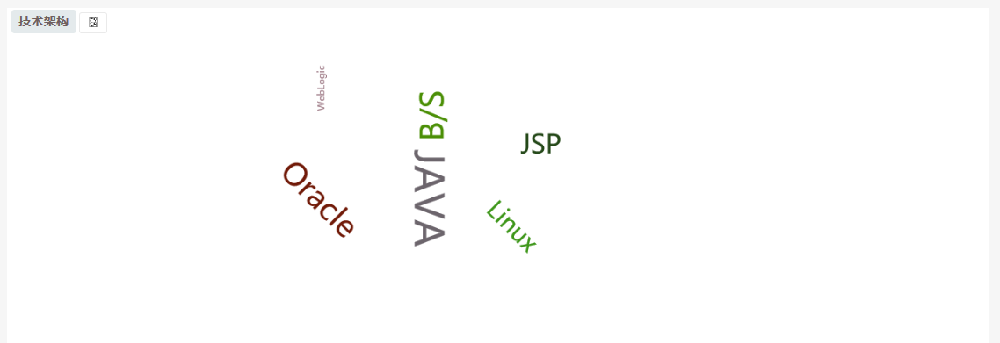 技术架构
WebLogic
B/S
JSP
JAVA
Oracle
Linux